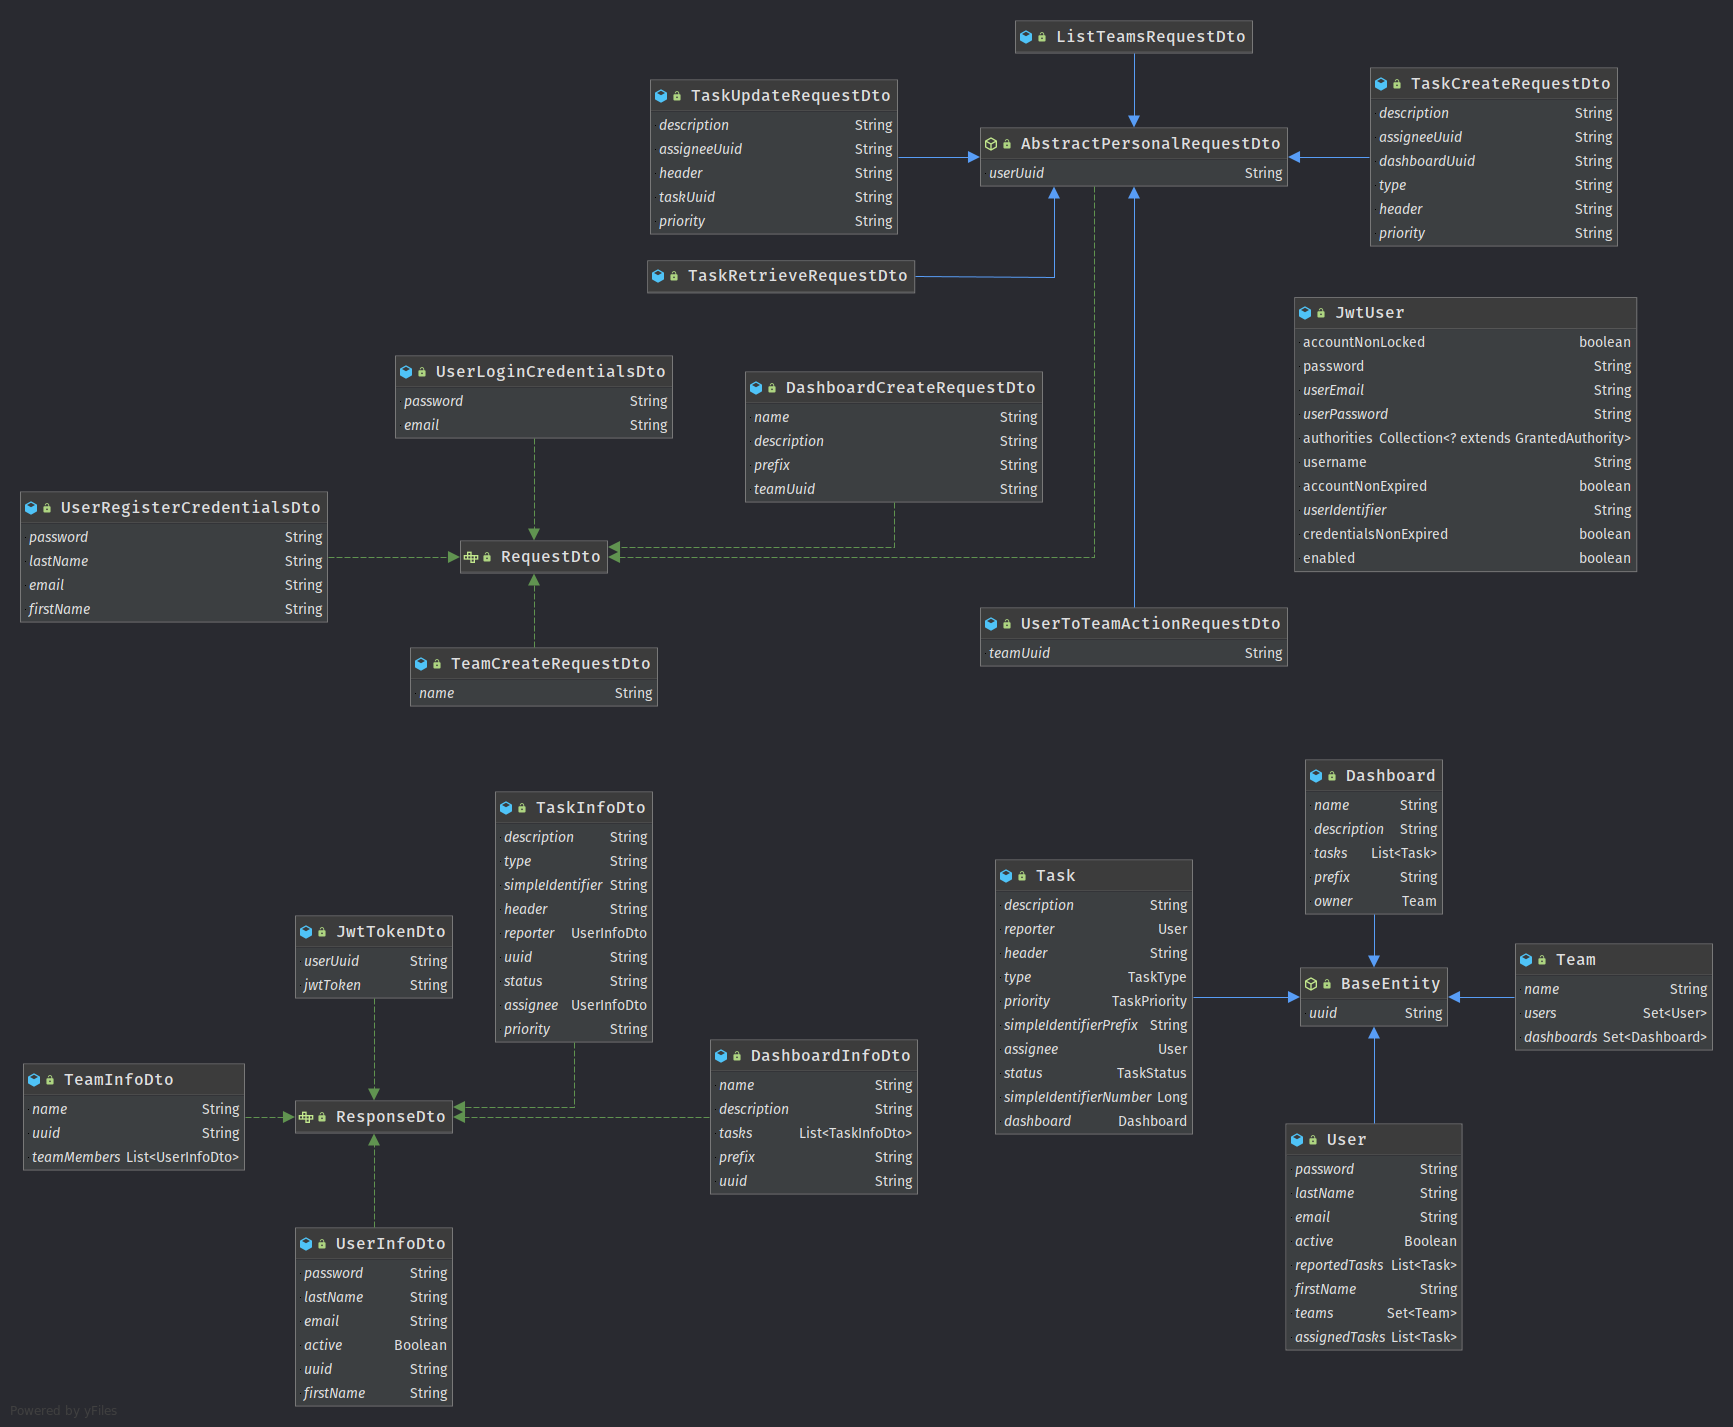 ListTeamsRequestDto
TaskUpdateRequestDto
description String
assigneeUuid String
header String
taskUuid String
priority String
AbstractPersonalRequestDto
userUuid String
TaskCreateRequestDto
description String
assigneeUuid String
dashboardUuid String
type String
header String
priority String
TaskRetrieveRequestDto
JwtUser
accountNonLocked boolean
password String
userEmail String
userPassword String
authorities Collection<? extends GrantedAuthority>
username String
accountNonExpired boolean
userIdentifier String
credentialsNonExpired boolean
enabled boolean
UserLoginCredentialsDto
password String
email String
DashboardCreateRequestDto
name String
description String
prefix String
teamUuid String
UserRegisterCredentialsDto
password String
lastName String
email String
firstName String
RequestDto
UserToTeamActionRequestDto
teamUuid String
TeamCreateRequestDto
name String
Dashboard
name String
description String
tasks List<Task>
prefix String
owner Team
TaskInfoDto
description String
type String
simpleIdentifier String
header String
reporter UserInfoDto
uuid String
status String
assignee UserInfoDto
priority String
Task
description String
reporter User
header String
type TaskType
priority TaskPriority
simpleIdentifierPrefix String
assignee User
status TaskStatus
simpleIdentifierNumber Long
dashboard Dashboard
JwtTokenDto
userUuid String
jwtToken String
BaseEntity
uuid String
Team
name String
users Set<User>
dashboards Set<Dashboard>
TeamInfoDto
name String
uuid String
teamMembers List<UserInfoDto>
ResponseDto
DashboardInfoDto
name String
description String
tasks List<TaskInfoDto>
prefix String
uuid String
User
password String
lastName String
email String
active Boolean
reportedTasks List<Task>
firstName String
teams Set<Team>
assignedTasks List<Task>
UserInfoDto
password String
lastName String
email String
active Boolean
uuid String
firstName String
Powered by yFiles